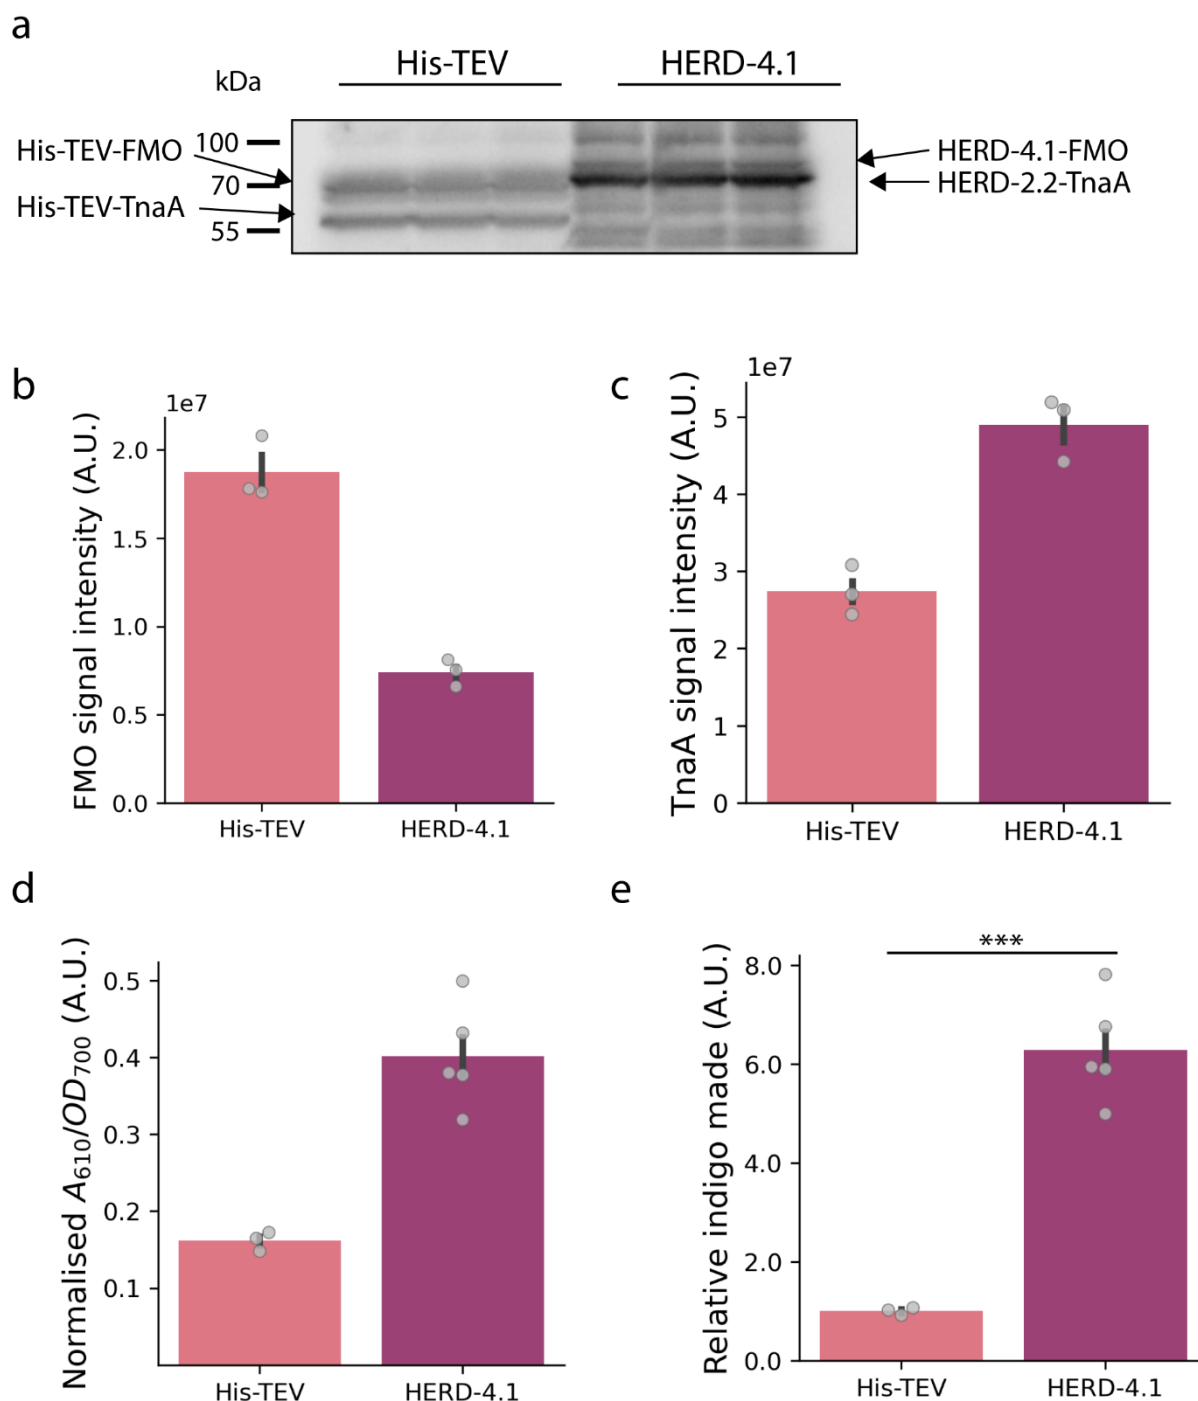 a
His-TEV HERD-4.1
kDa
100
His-TEV-FMO HERD-4.1-FMO
70 HERD-2.2-TnaA
His-TEV-TnaA
55
b
1e7
FMO signal intensity (A.U.)
2.0
1.5
1.0
0.5
0.0
His-TEV HERD-4.1
c
1e7
TnaA signal intensity (A.U.)
5
4
3
2
1
0
His-TEV HERD-4.1
d
Normalised A610/OD700 (A.U.)
0.5
0.4
0.3
0.2
0.1
His-TEV HERD-4.1
e
***
Relative indigo made (A.U.)
8.0
6.0
4.0
2.0
0.0
His-TEV HERD-4.1